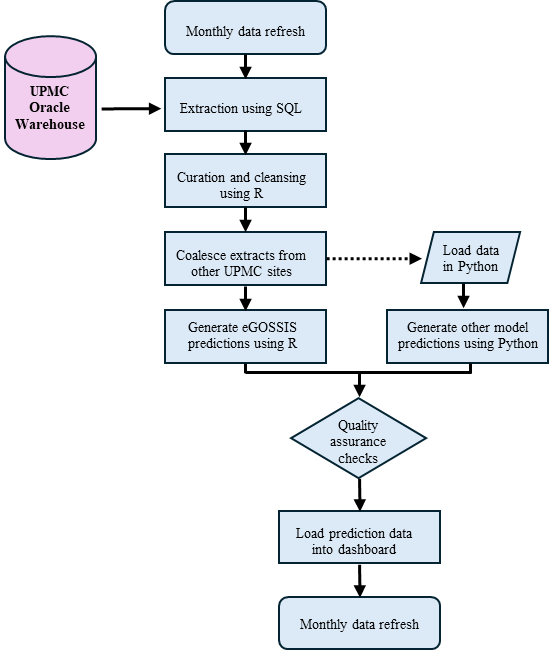 Monthly data refresh
UPMC
Oracle
Warehouse
Extraction using SQL
Curation and cleansing
using R
Coalesce extracts from
other UPMC sites
Load data
in Python
Generate eGOSSIS
predictions using R
Generate other model
predictions using Python
Quality
assurance
checks
Load prediction data
into dashboard
Monthly data refresh